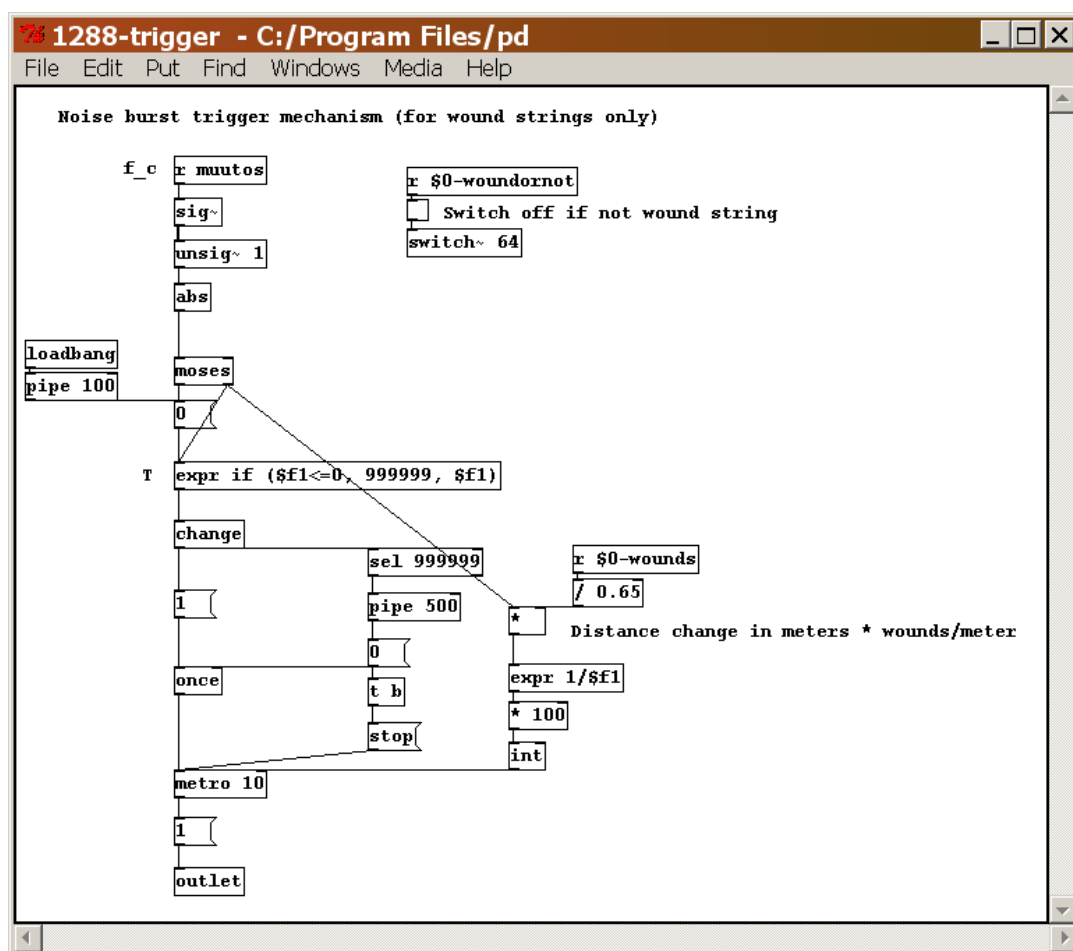 1288-trigger - C:/Program Files/pd
File Edit Put Find Windows Media Help
Noise burst trigger mechanism (for wound strings only)
f_c r muutos
r $0-woundornot
sig~
Switch off if not wound string
unsig~ 1
switch~ 64
abs
loadbang
moses
pipe 100
0
T expr if ($f1<=0, 999999, $f1)
change
sel 999999
r $0-wounds
/ 0.65
1
pipe 500
*
Distance change in meters * wounds/meter
0
once
expr 1/$f1
t b
* 100
stop
int
metro 10
1
outlet